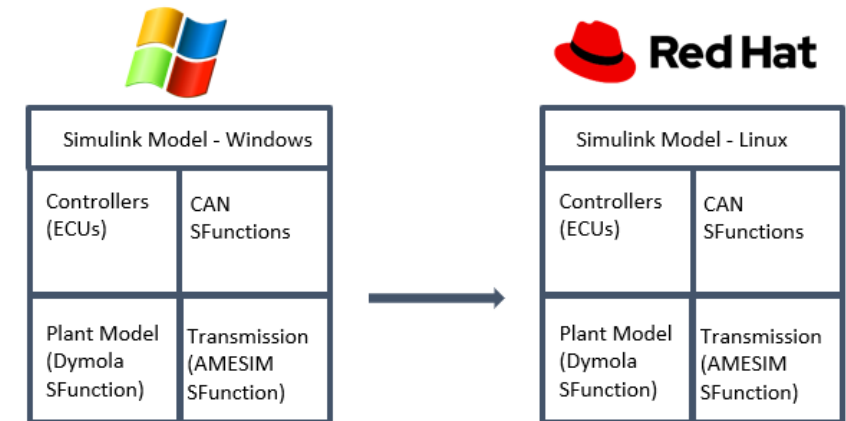 Red Hat
Simulink Model - Windows
Controllers
(ECUs)
CAN
SFunctions
Plant Model
(Dymola
SFunction)
Transmission
(AMESIM
SFunction)
Simulink Model - Linux
Controllers
(ECUs)
CAN
SFunctions
Plant Model
(Dymola
SFunction)
Transmission
(AMESIM
SFunction)